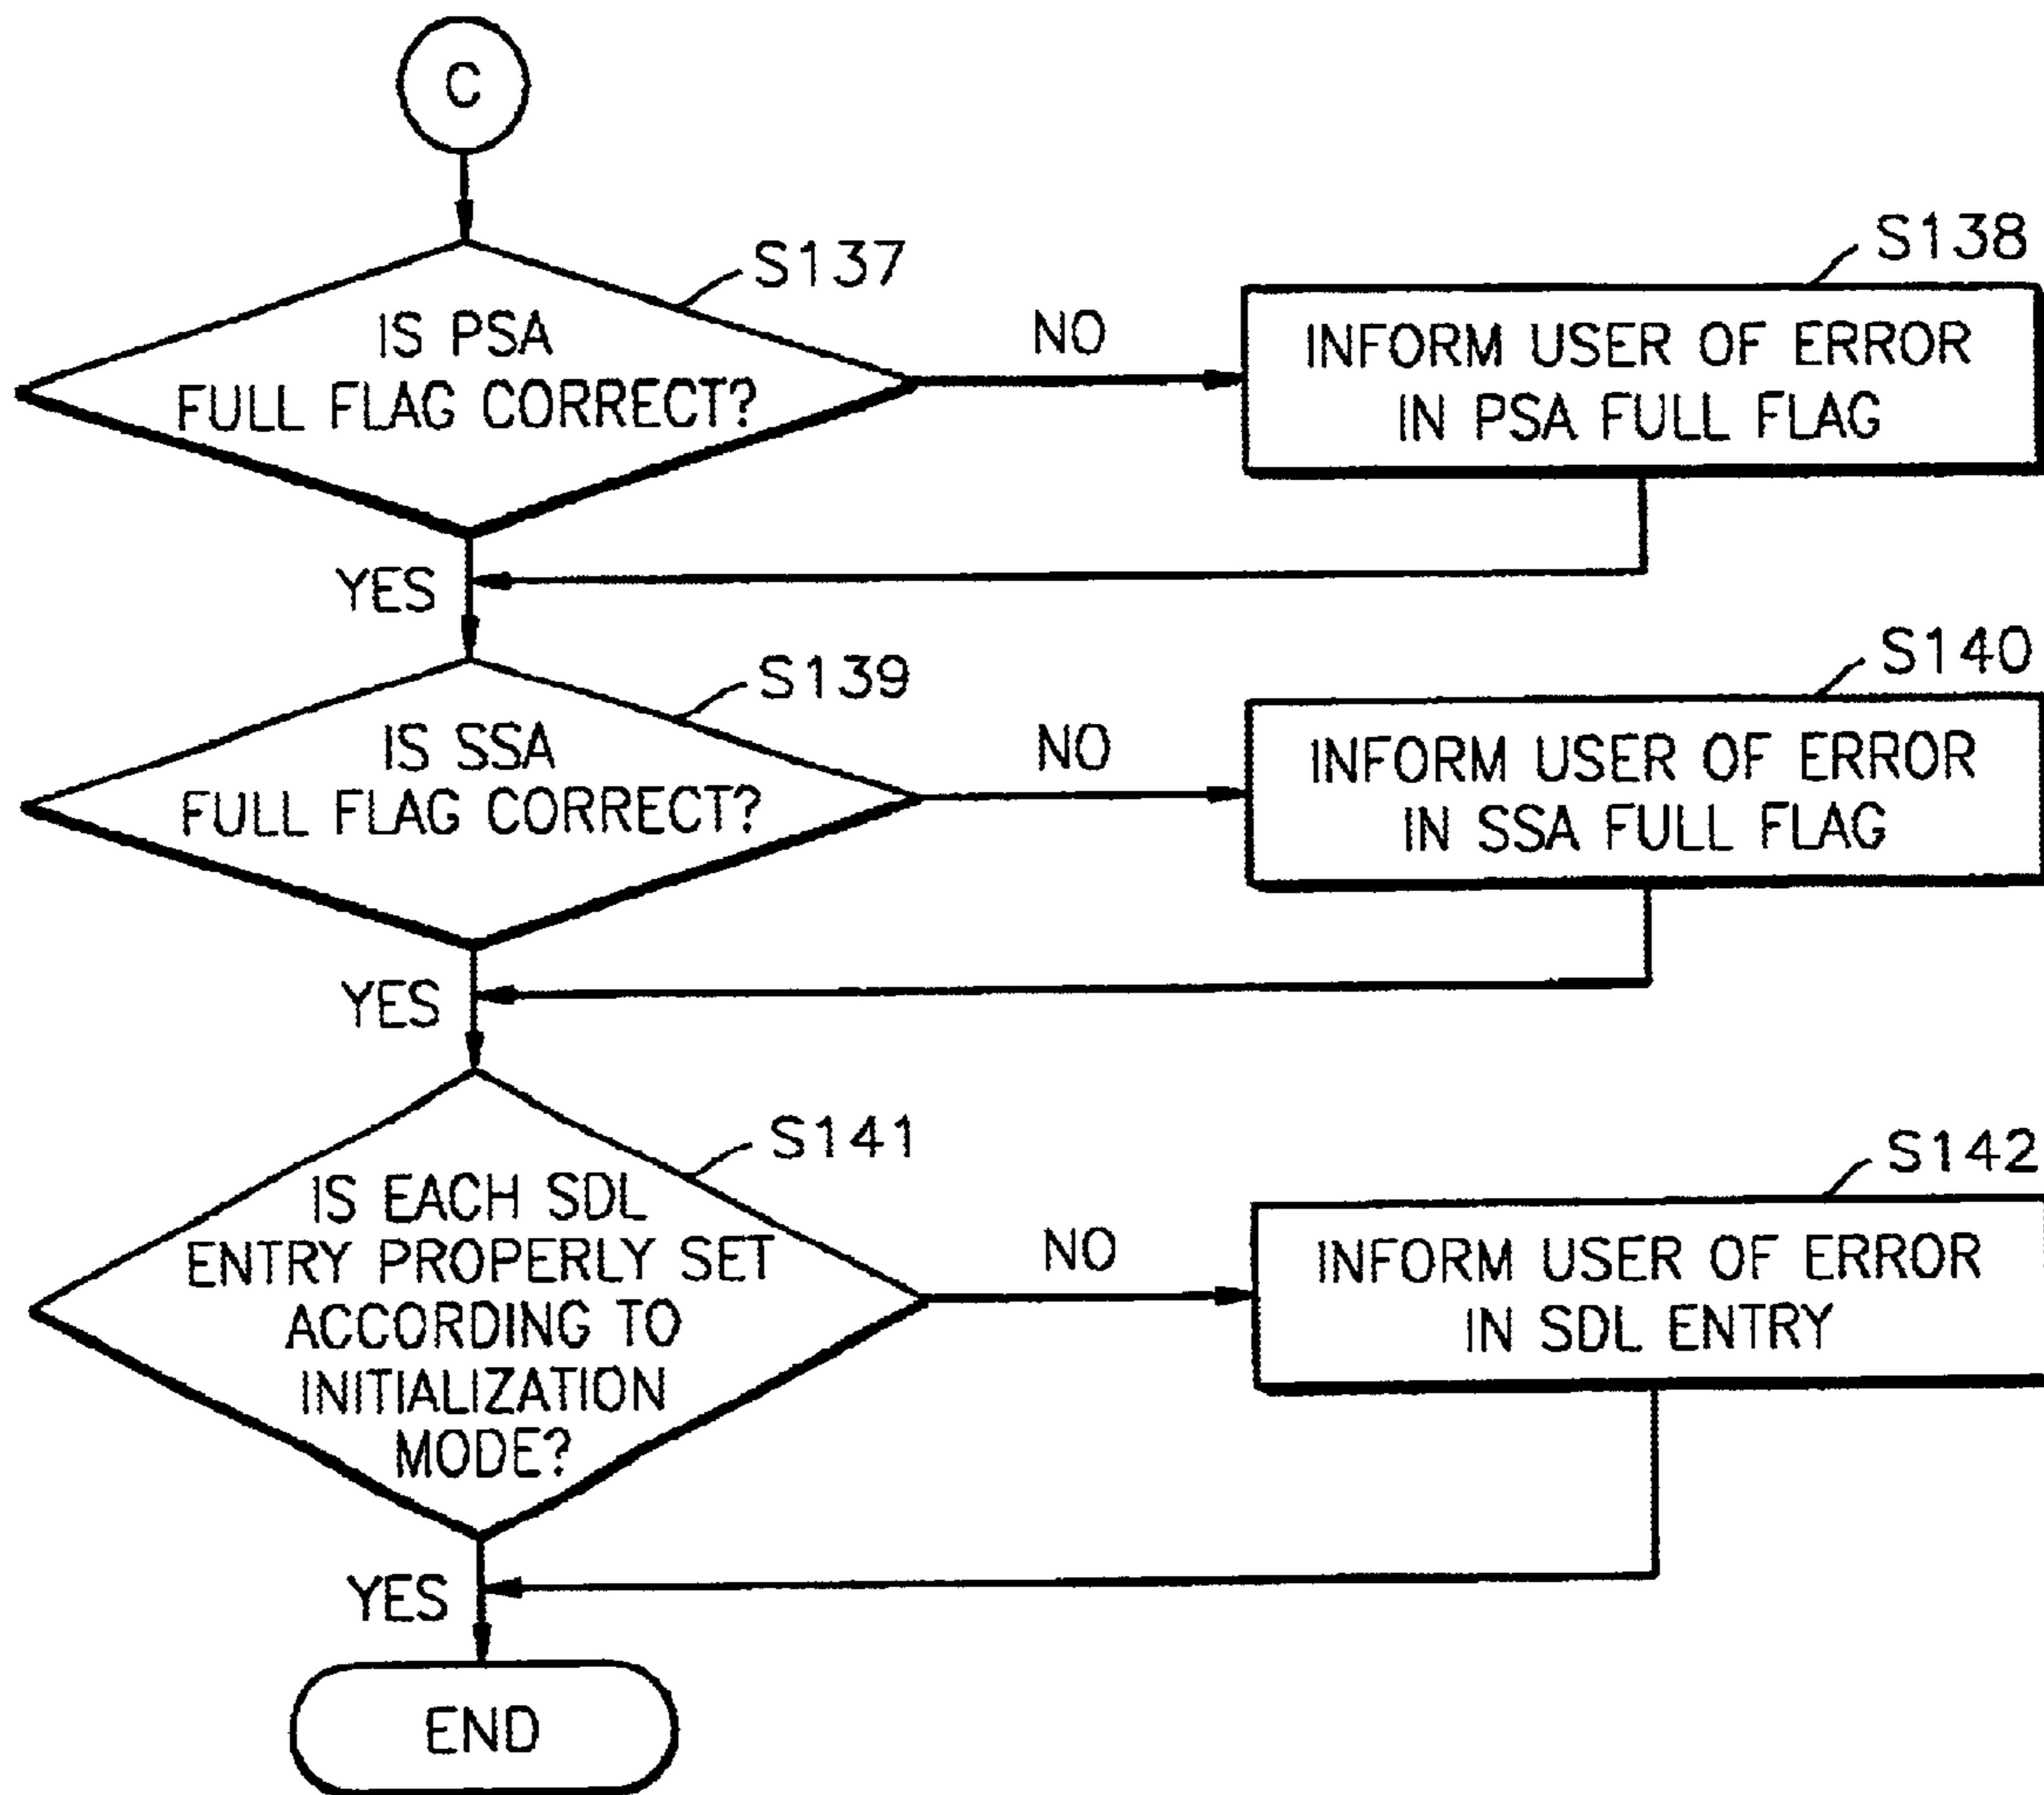 C
S137
IS PSA
FULL FLAG CORRECT?
NO
S138
INFORM USER OF ERROR
IN PSA FULL FLAG
YES
S139
IS SSA
FULL FLAG CORRECT?
NO
S140
INFORM USER OF ERROR
IN SSA FULL FLAG
YES
S141
IS EACH SDL
ENTRY PROPERLY SET
ACCORDING TO
INITIALIZATION
MODE?
NO
S142
INFORM USER OF ERROR
IN SDL ENTRY
YES
END